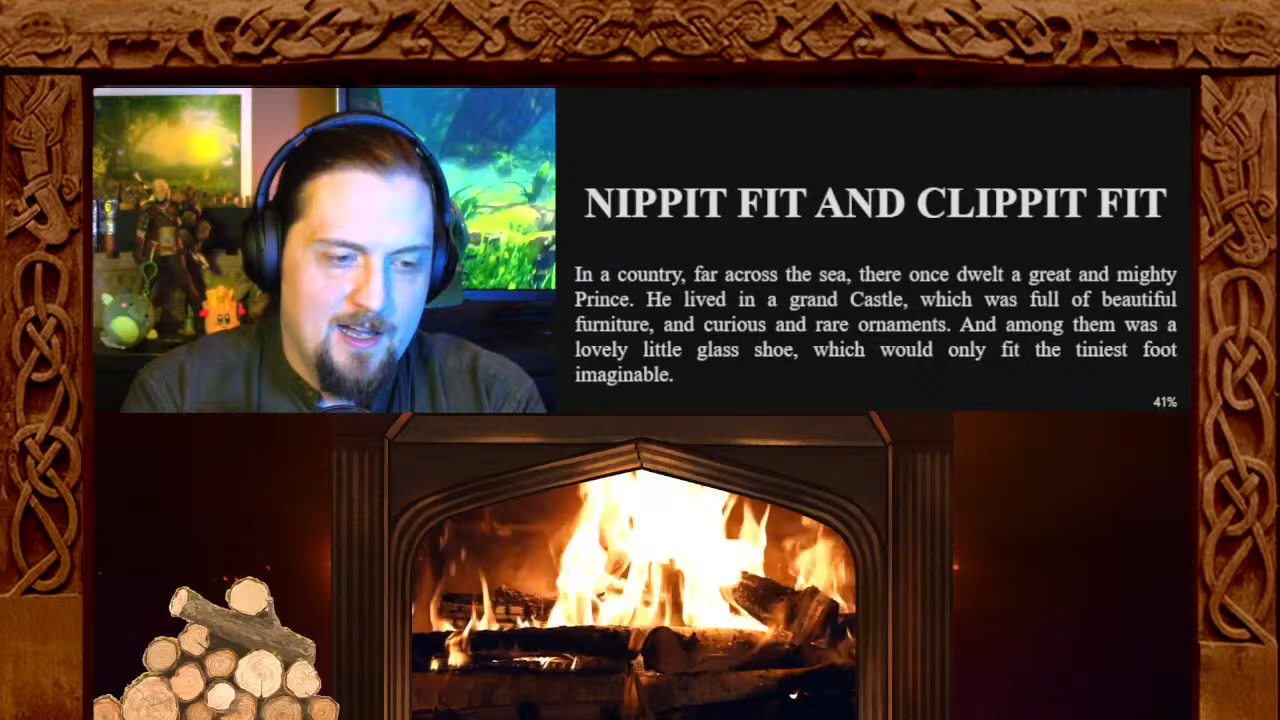 NIPPIT FIT AND CLIPPIT FIT
In a country, far across the sea, there once dwelt a great and mighty
Prince. He lived in a grand Castle, which was full of beautiful
furniture, and curious and rare ornaments. And among them was a
lovely little glass shoe, which would only fit the tiniest foot
imaginable.
41%